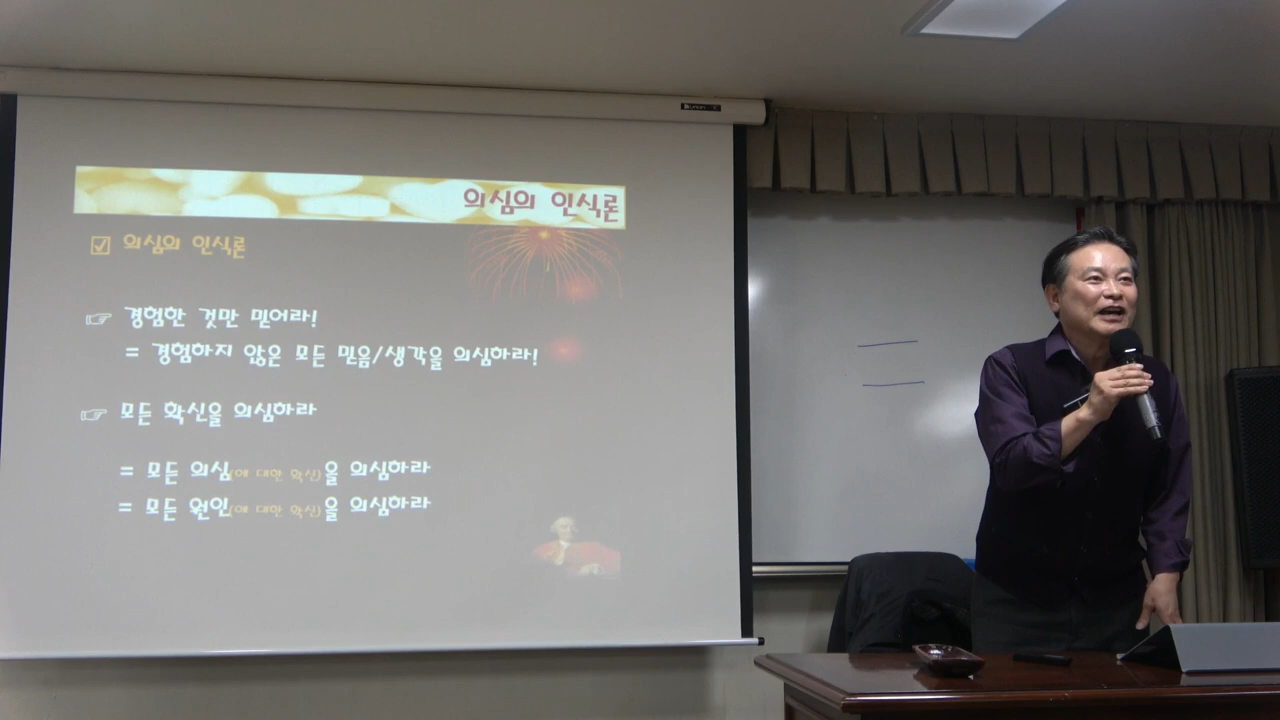 의심의 인식론
의심의 인식론
경험한 것만 믿어라!
= 경험하지 않은 모든 믿음/생각을 의심하라!
모든 확신을 의심하라
= 모든 의심(에 대한 확신)을 의심하라
= 모든 원인(에 대한 확신)을 의심하라